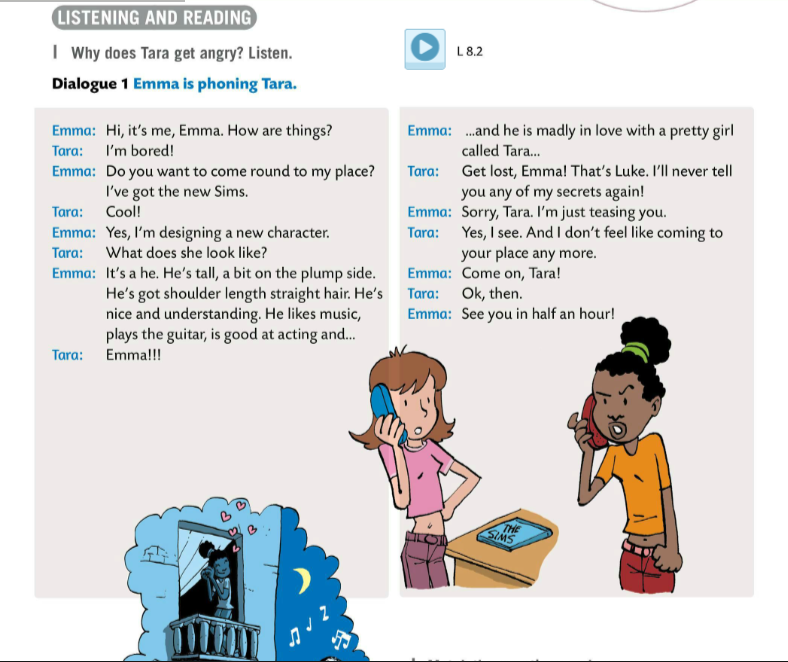 LISTENING AND READING
I Why does Tara get angry? Listen.
L 8.2
Dialogue 1 Emma is phoning Tara.
Emma: Hi, it's me, Emma. How are things?
Tara: I'm bored!
Emma: Do you want to come round to my place?
I've got the new Sims.
Tara: Cool!
Emma: Yes, I'm designing a new character.
Tara: What does she look like?
Emma: It's a he. He's tall, a bit on the plump side.
He's got shoulder length straight hair. He's
nice and understanding. He likes music,
plays the guitar, is good at acting and...
Tara: Emma!!!
Emma: ...and he is madly in love with a pretty girl
called Tara...
Tara: Get lost, Emma! That's Luke. I'll never tell
you any of my secrets again!
Emma: Sorry, Tara. I'm just teasing you.
Tara: Yes, I see. And I don't feel like coming to
your place any more.
Emma: Come on, Tara!
Tara: Ok, then.
Emma: See you in half an hour!
THE
SIMS